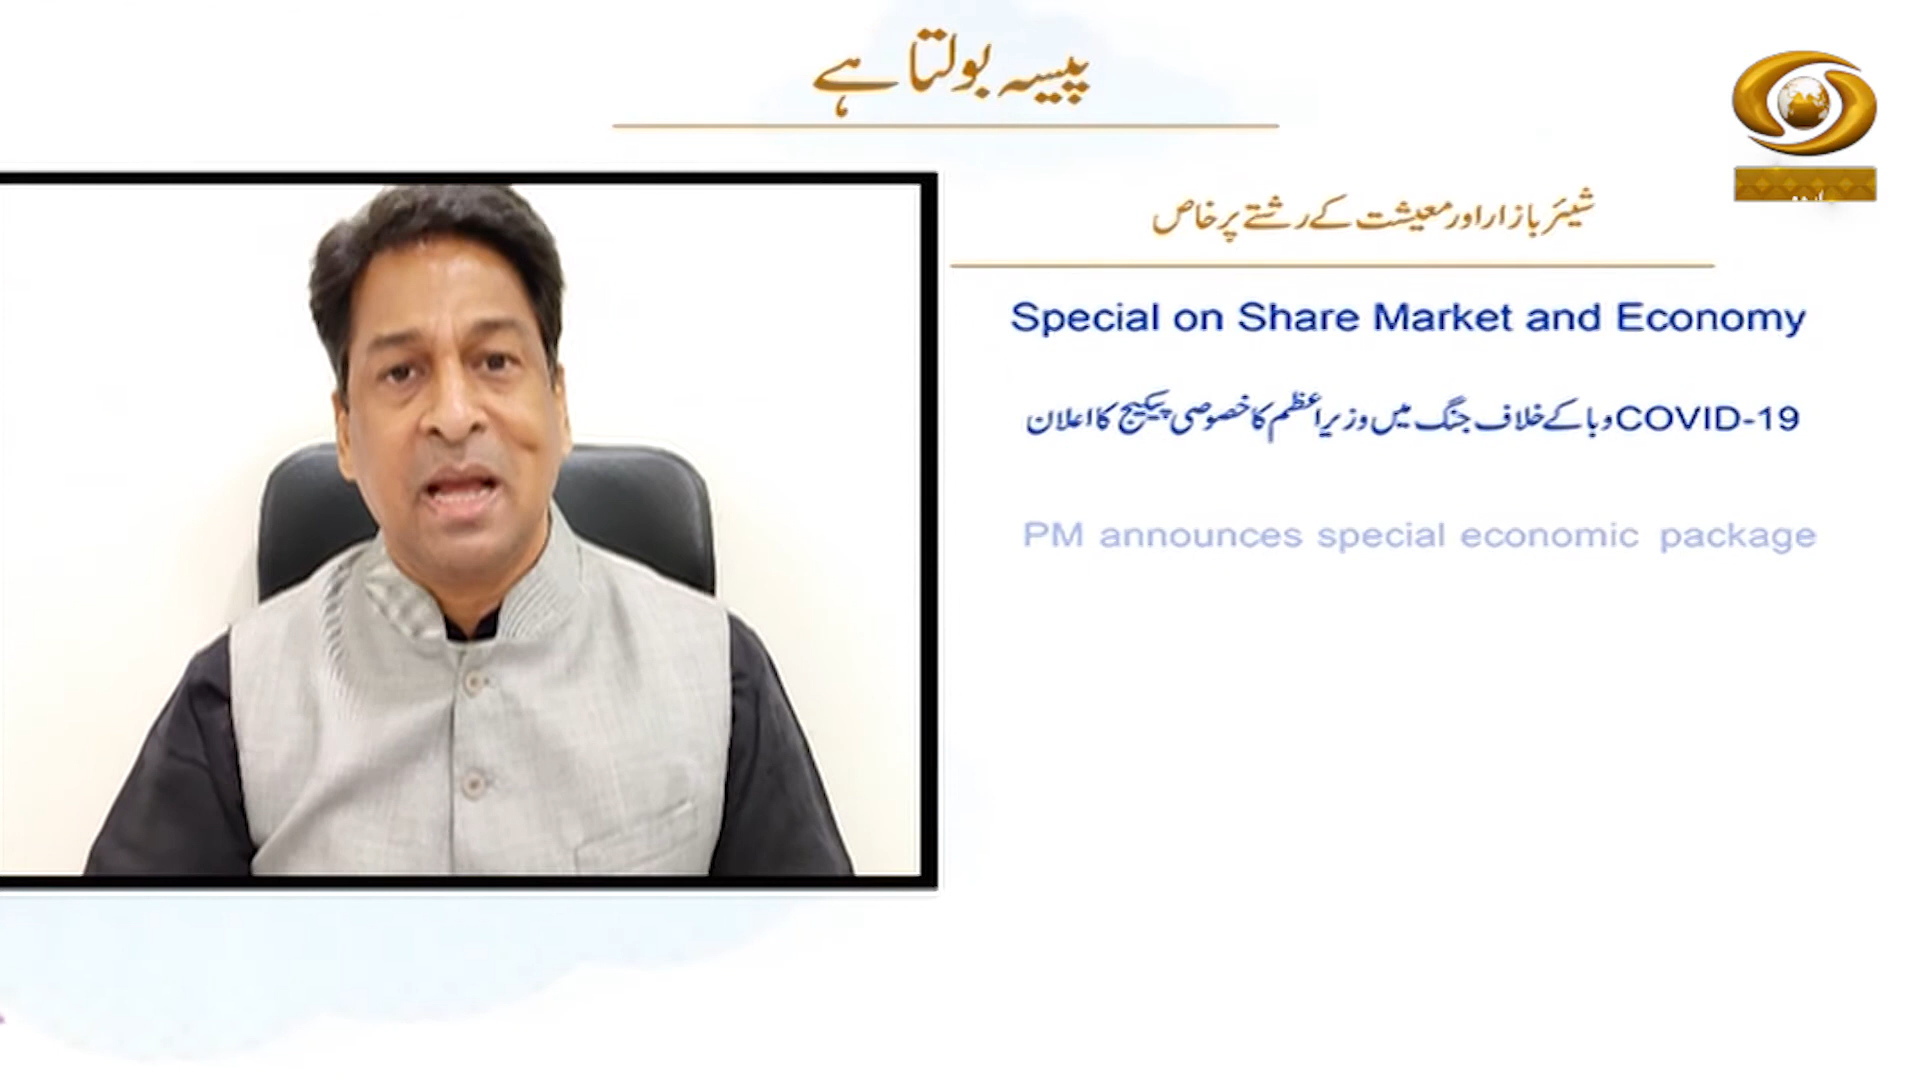 پیسہ بولتا ہے
شیئر بازار اور معیشت کے رشتے پر خاص
Special on Share Market and Economy
COVID-19 وبا کے خلاف جنگ میں وزیراعظم کا خصوصی پیکیج کا اعلان
PM announces special economic package